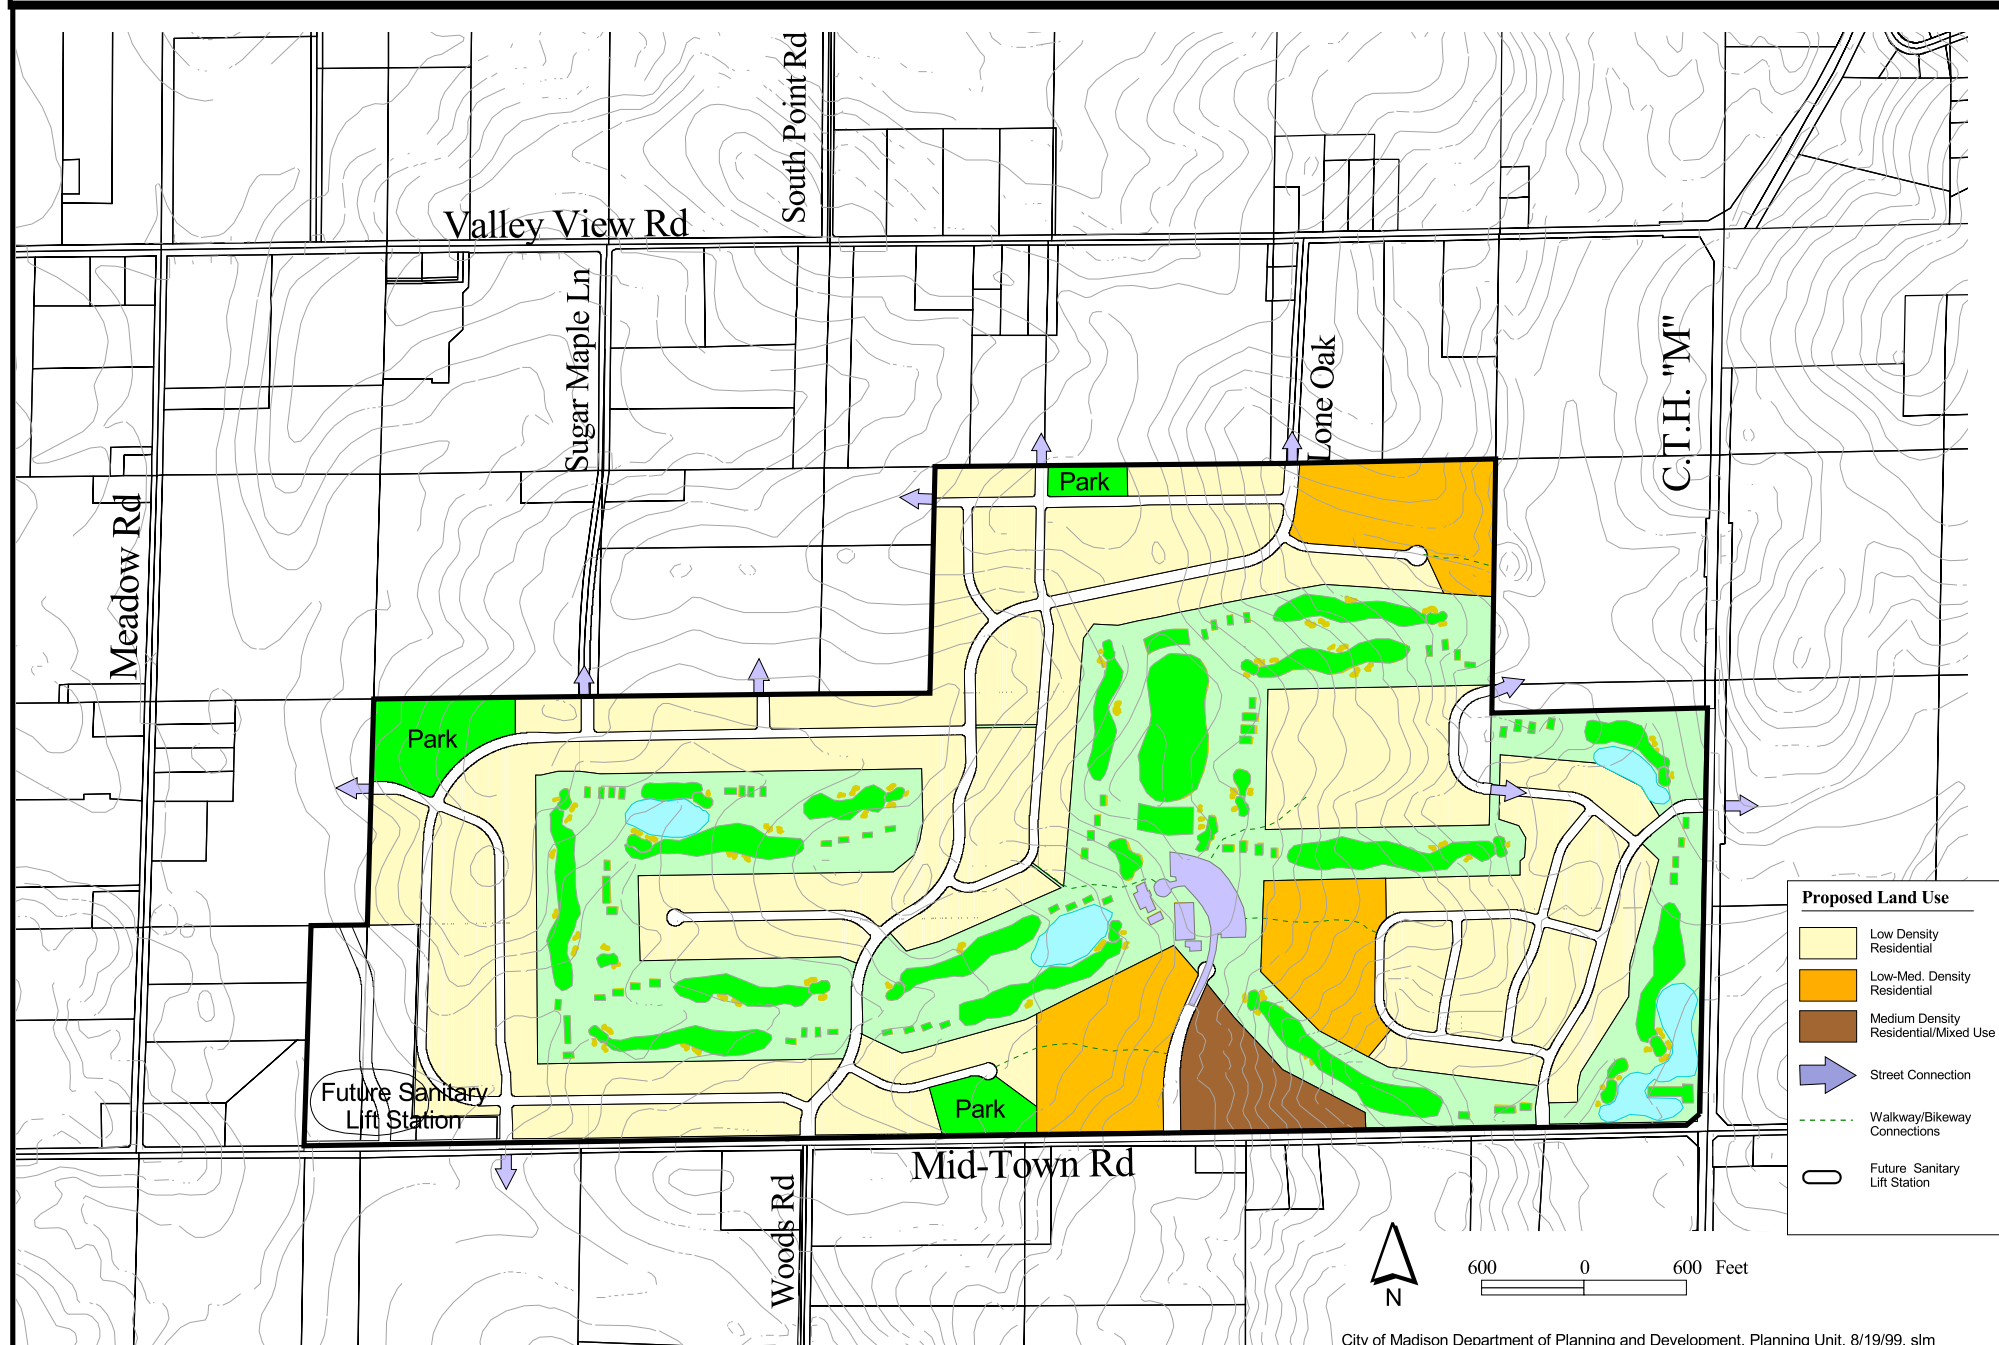 South Point Rd
Valley View Rd
Sugar Maple Ln
Lone Oak
C.T.H. "M"
Meadow Rd
Park
Park
Future Sanitary
Lift Station
Park
Mid-Town Rd
Woods Rd
Proposed Land Use
Low Density
Residential
Low-Med. Density
Residential
Medium Density
Residential/Mixed Use
Street Connection
Walkway/Bikeway
Connections
Future Sanitary
Lift Station
N
600 0 600 Feet
City of Madison Department of Planning and Development, Planning Unit, 8/19/99, slm